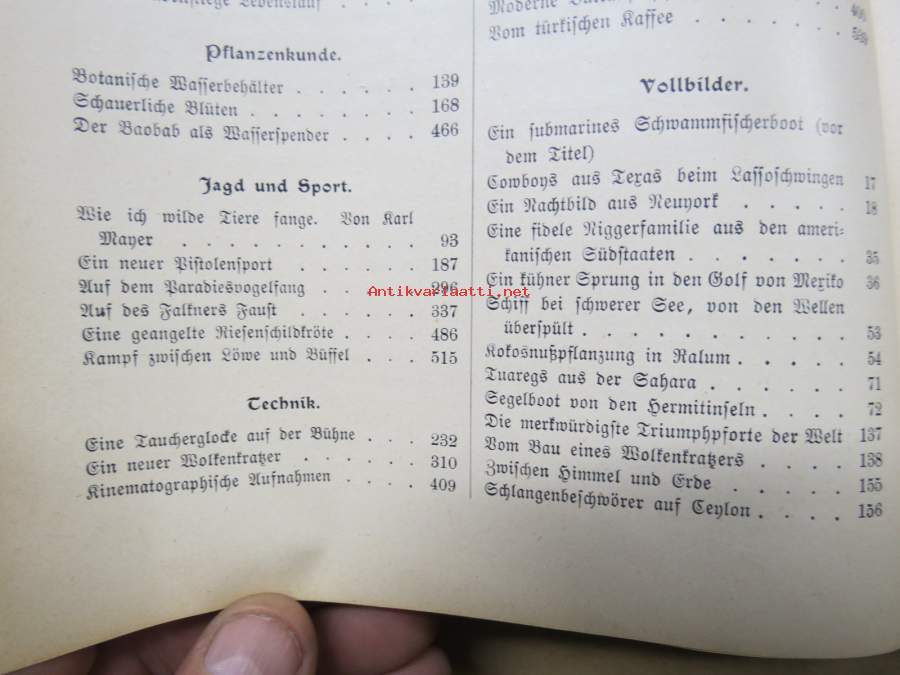 Lebenslauf . . . .
Pflanzenkunde.
Botanische Wasserbehälter . . . . . . 139
Schauerliche Blüten . . . . . . . . 168
Der Baobab als Wasserspender . . . . 466
Jagd und Sport.
Wie ich wilde Tiere fange. Von Karl
Mayer . . . . . . . . . . . 93
Ein neuer Pistolensport . . . . . . 187
Auf dem Paradiesvogelfang . . . . . 296
Auf des Falkners Faust . . . . . . 337
Eine geangelte Riesenschildkröte . . . . 486
Kampf zwischen Löwe und Büffel . . . 515
Technik.
Eine Taucherglocke auf der Bühne . . . 232
Ein neuer Wolkenkratzer . . . . . . 310
Kinematographische Aufnahmen . . . . 409
Moderne
Vom türkischen Kaffee . . . . . .
Vollbilder.
Ein submarines Schwammfischerboot (vor
dem Titel)
Cowboys aus Texas beim Lassoschwingen 17
Ein Nachtbild aus Neuyork . . . . . 18
Eine fidele Niggerfamilie aus den ameri-
kanischen Südstaaten . . . . . . . 35
Ein kühner Sprung in den Golf von Mexiko 36
Schiff bei schwerer See, von den Wellen
überspült . . . . . . . . . . 53
Kokosnußpflanzung in Ralum . . . . . . 54
Tuaregs aus der Sahara . . . . . . 71
Segelboot von den Hermitinseln . . . . 72
Die merkwürdigste Triumphpforte der Welt 137
Vom Bau eines Wolkenkratzers . . . . 138
Zwischen Himmel und Erde . . . . . 155
Schlangenbeschwörer auf Ceylon . . . . 156
Antikvariaatti.net